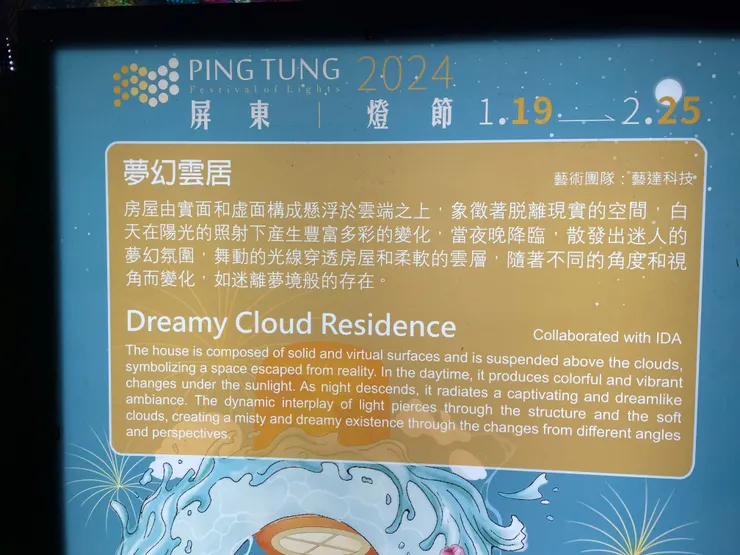 PING TUNG 2024
Festival of Lights
屏東 | 燈節 1.19 — 2.25
夢幻雲居
藝術團隊：藝達科技
房屋由實面和虛面構成懸浮於雲端之上，象徵著脱離現實的空間，白
天在陽光的照射下產生豐富多彩的變化，當夜晚降臨，散發出迷人的
夢幻氛圍，舞動的光線穿透房屋和柔軟的雲層，隨著不同的角度和視
角而變化，如迷離夢境般的存在。
Dreamy Cloud Residence
Collaborated with IDA
The house is composed of solid and virtual surfaces and is suspended above the clouds,
symbolizing a space escaped from reality. In the daytime, it produces colorful and vibrant
changes under the sunlight. As night descends, it radiates a captivating and dreamlike
ambiance. The dynamic interplay of light pierces through the structure and the soft
clouds, creating a misty and dreamy existence through the changes from different angles
and perspectives.